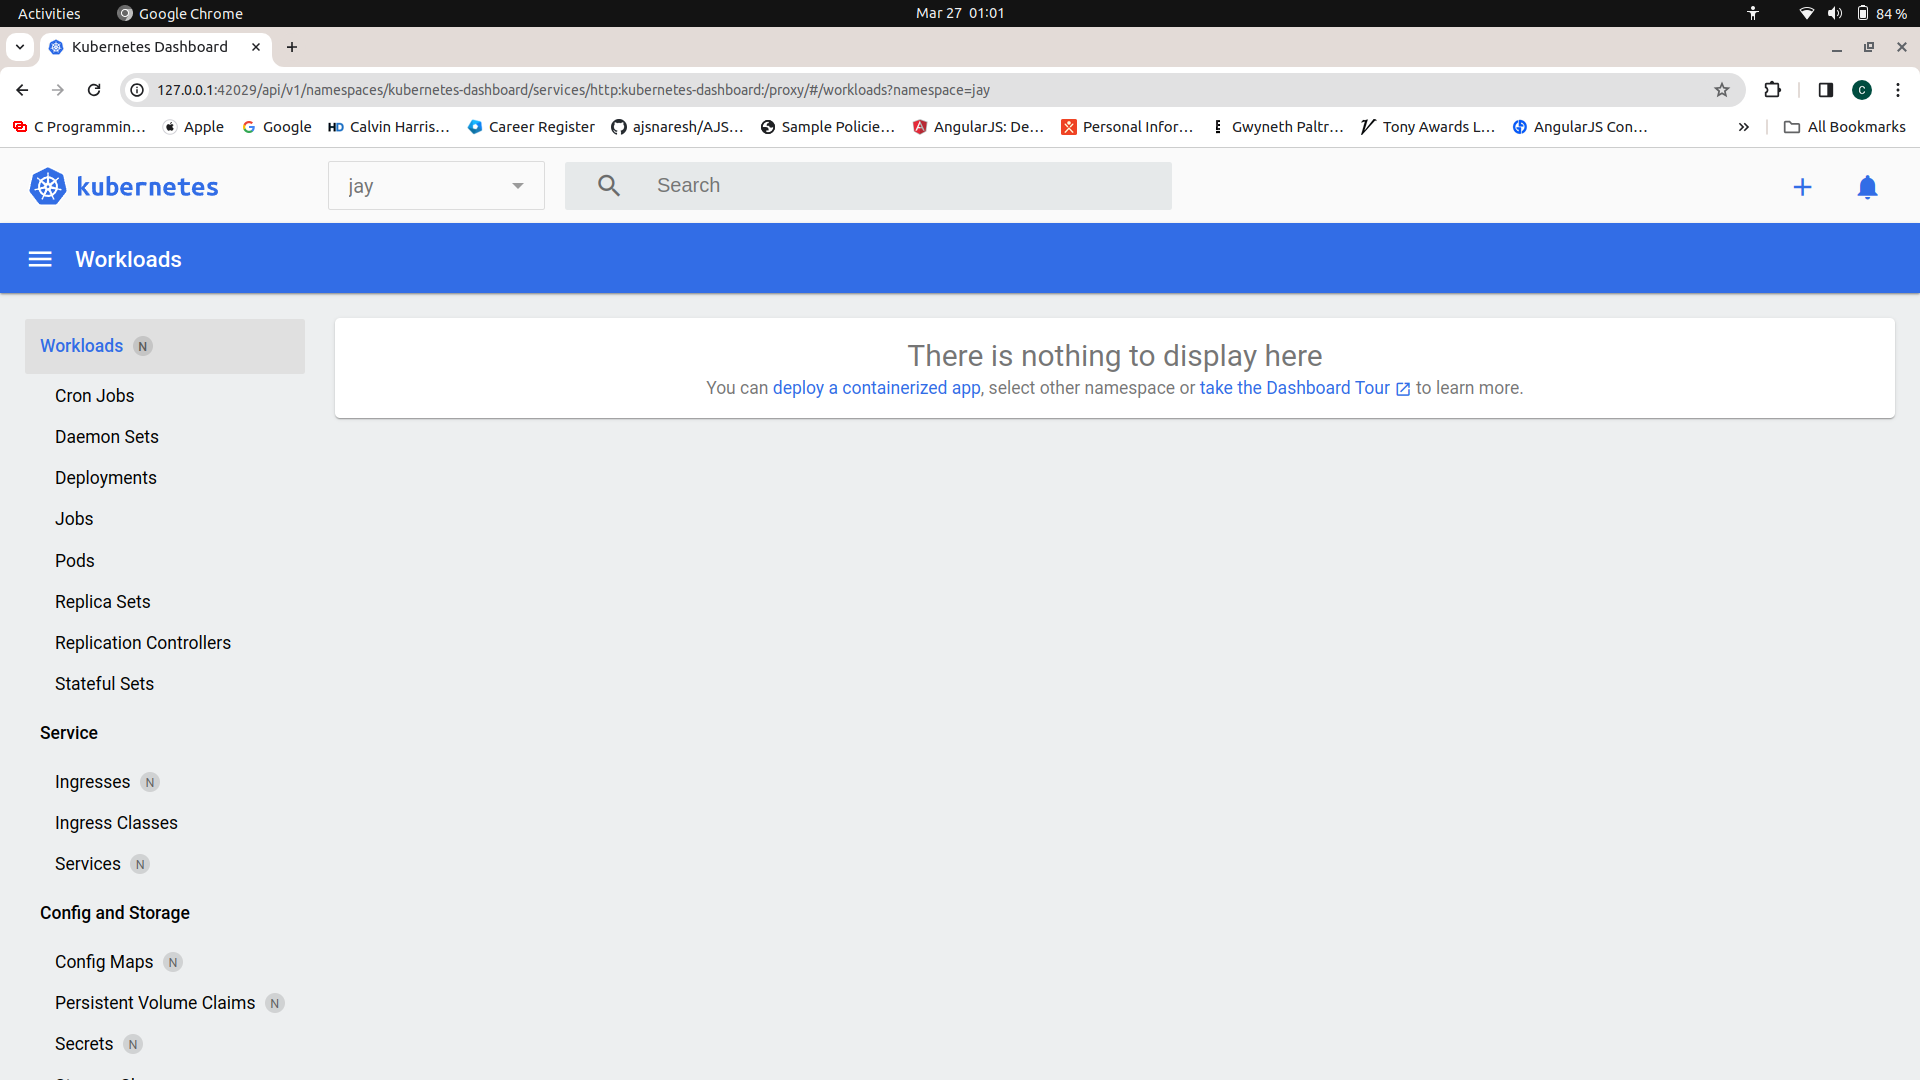 Activities Google Chrome Mar 27 01:01 84 %
Kubernetes Dashboard
127.0.0.1:42029/api/v1/namespaces/kubernetes-dashboard/services/http:kubernetes-dashboard:/proxy/#/workloads?namespace=jay C
C Programmin... Apple Google HD Calvin Harris... Career Register ajsnaresh/AJS... Sample Policie... AngularJS: De... Personal Infor... Gwyneth Paltr... Tony Awards L... AngularJS Con... All Bookmarks
kubernetes jay Search
Workloads
Workloads N
Cron Jobs
Daemon Sets
Deployments
Jobs
Pods
Replica Sets
Replication Controllers
Stateful Sets
Service
Ingresses N
Ingress Classes
Services N
Config and Storage
Config Maps N
Persistent Volume Claims N
Secrets N
There is nothing to display here
You can deploy a containerized app, select other namespace or take the Dashboard Tour to learn more.